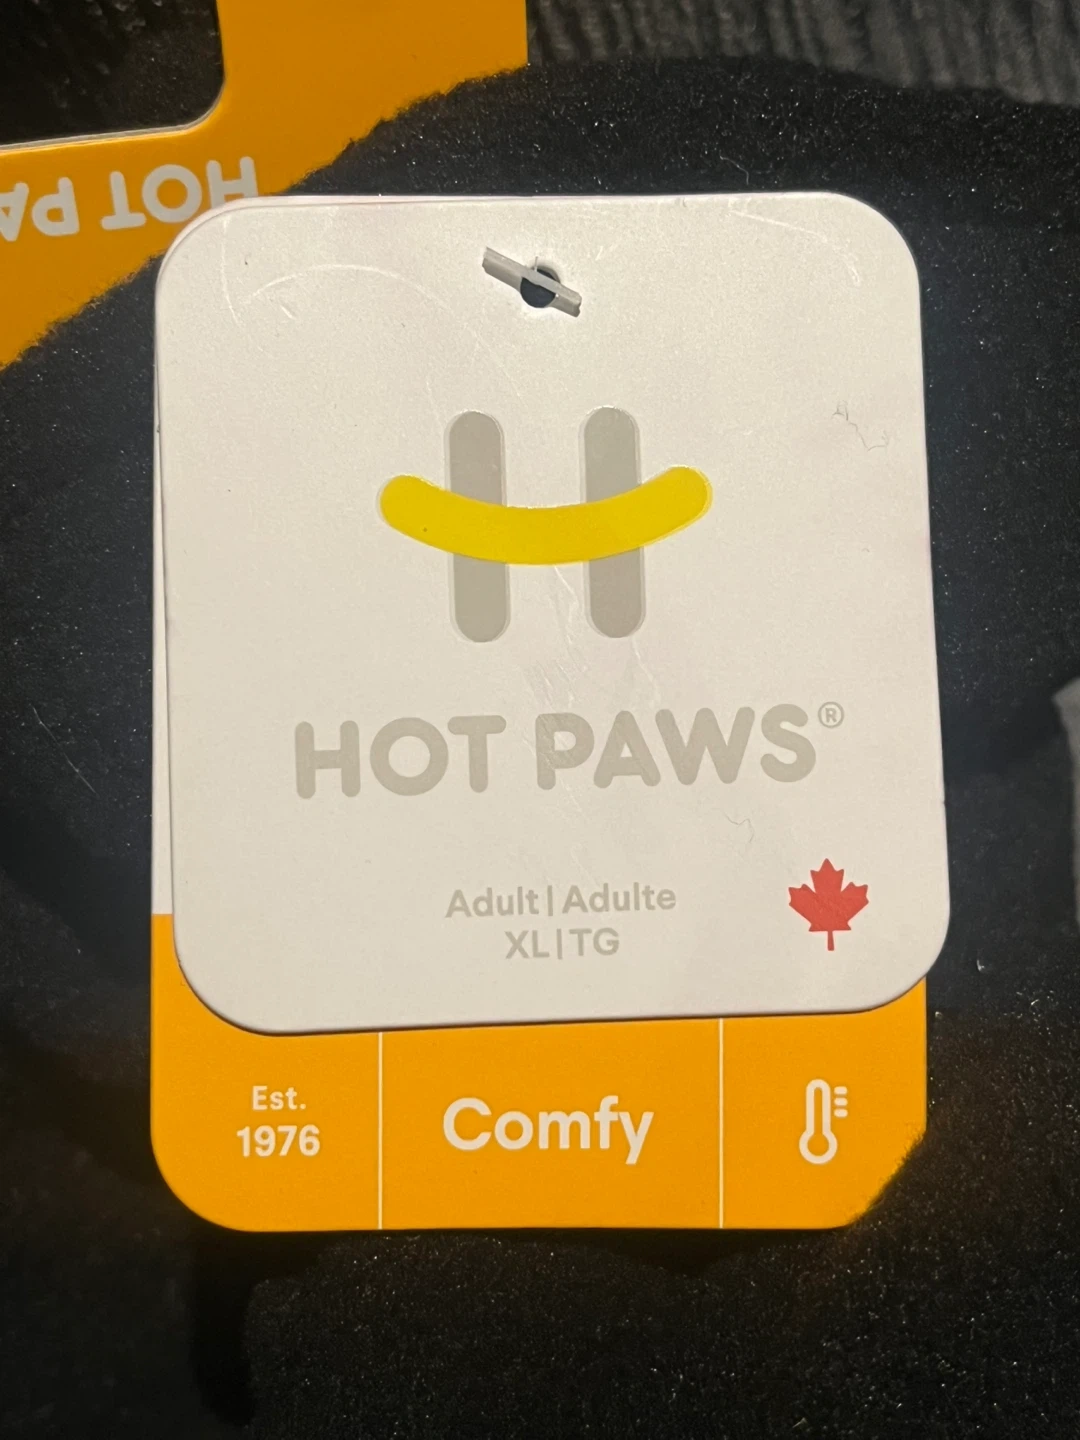 HOT PA
HOT PAWS®
Adult | Adulte
XL | TG
Est.
1976
Comfy